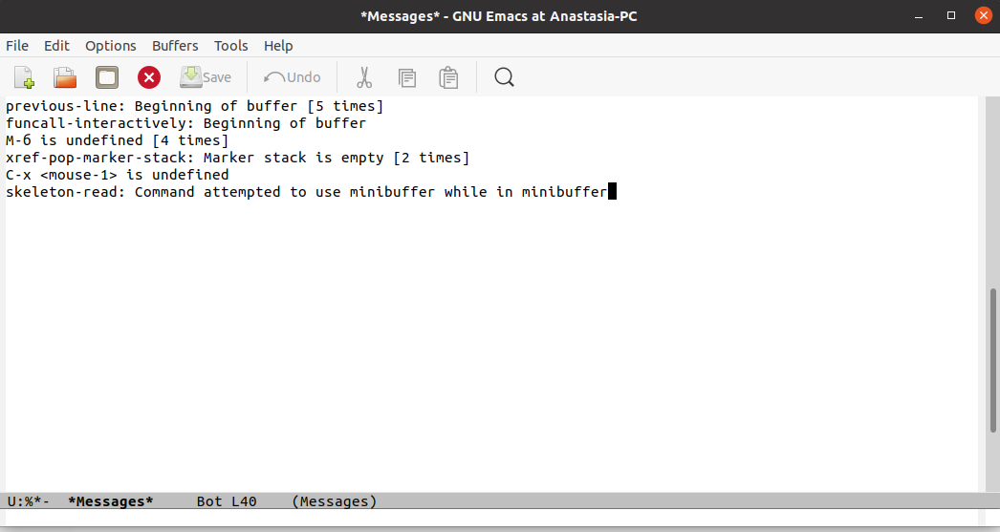 *Messages* - GNU Emacs at Anastasia-PC
File Edit Options Buffers Tools Help
Save Undo
previous-line: Beginning of buffer [5 times]
funcall-interactively: Beginning of buffer
M-б is undefined [4 times]
xref-pop-marker-stack: Marker stack is empty [2 times]
C-x <mouse-1> is undefined
skeleton-read: Command attempted to use minibuffer while in minibuffer
U:%*- *Messages* Bot L40 (Messages)